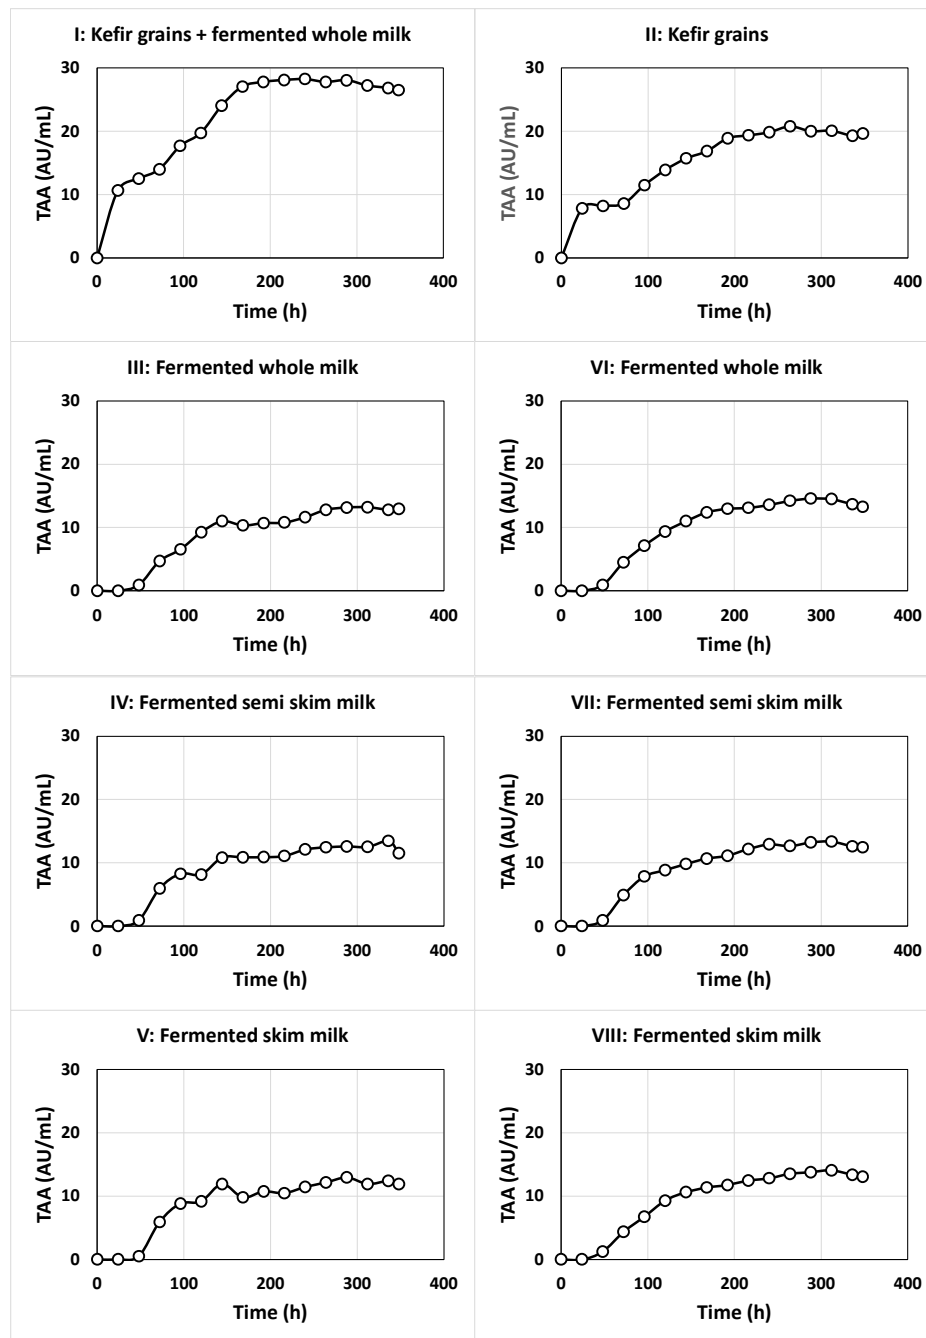 I: Kefir grains + fermented whole milk
30
20
10
0
TAA (AU/mL)
0 100 200 300 400
Time (h)
II: Kefir grains
30
20
10
0
TAA (AU/mL)
0 100 200 300 400
Time (h)
III: Fermented whole milk
30
20
10
0
TAA (AU/mL)
0 100 200 300 400
Time (h)
VI: Fermented whole milk
30
20
10
0
TAA (AU/mL)
0 100 200 300 400
Time (h)
IV: Fermented semi skim milk
30
20
10
0
TAA (AU/mL)
0 100 200 300 400
Time (h)
VII: Fermented semi skim milk
30
20
10
0
TAA (AU/mL)
0 100 200 300 400
Time (h)
V: Fermented skim milk
30
20
10
0
TAA (AU/mL)
0 100 200 300 400
Time (h)
VIII: Fermented skim milk
30
20
10
0
TAA (AU/mL)
0 100 200 300 400
Time (h)